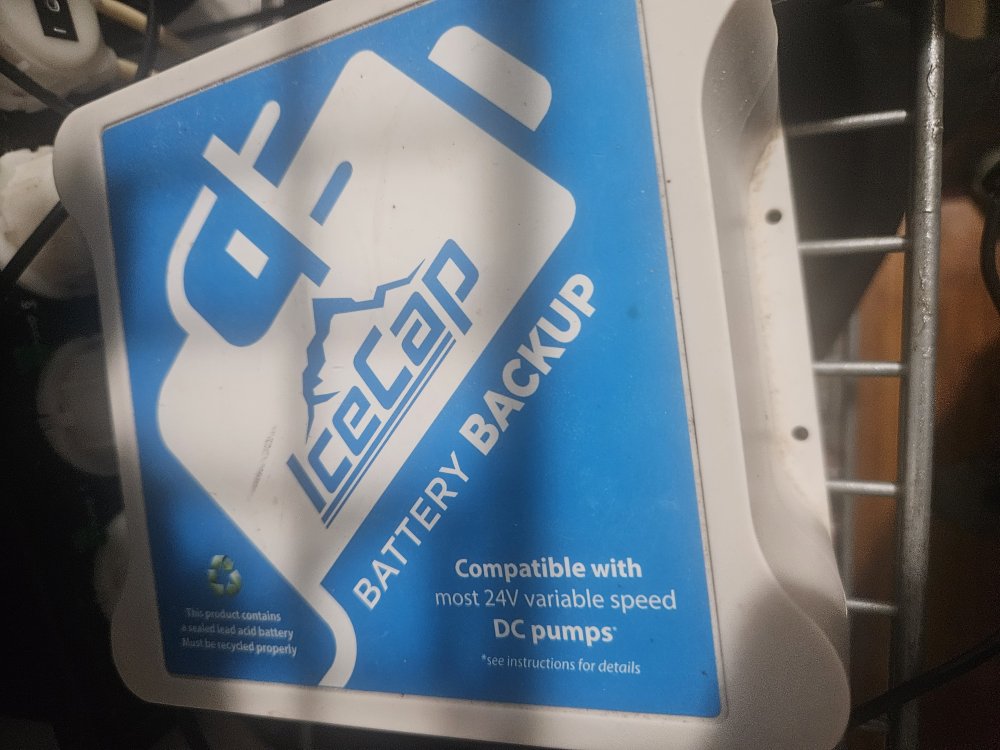 IceCap
BATTERY BACKUP
Compatible with
most 24V variable speed
DC pumps*
*see instructions for details
This product contains
a sealed lead acid battery
Must be recycled properly